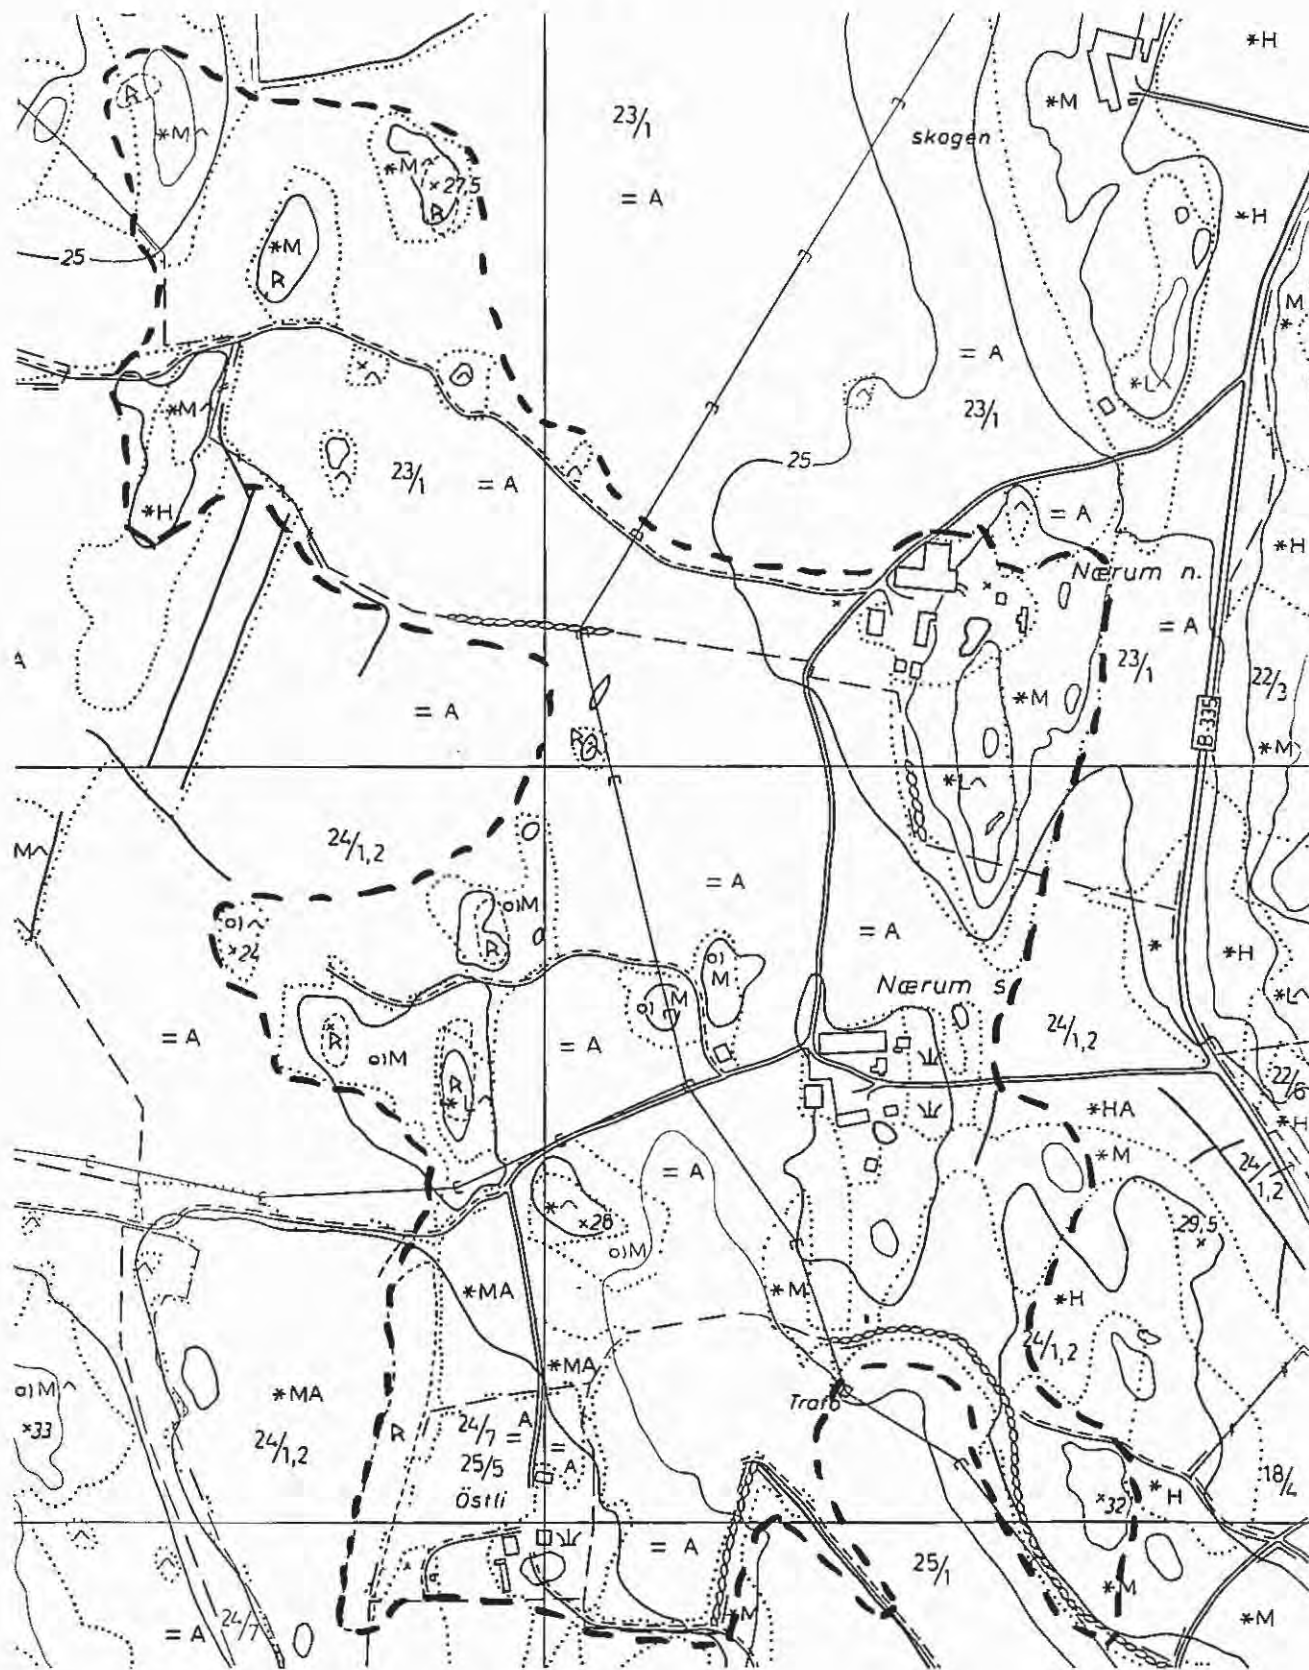 *H
R
*M
23/1
skogen
*M^
*M^
×27,5
R
= A
*M
R
*H
25
M
*
= A
*L^
23/1
*M^
25
23/1
= A
*H
= A
*H
Nærum n.
= A
A
23/1
22/3
*M
= A
B 335
R
*M
*L^
24/1,2
M^
= A
o)M
o)^
×24
R
= A
*
*H
o)
M
Nærum s
*L^
o)
M
24/1,2
= A
R
o)M
= A
22/6
R
*L^
*HA
*H
*M
= A
24/1,2
*^
×28
29,5
o)M
*MA
*M
*H
24/1,2
*MA
o)M^
*MA
Trafo
×33
24/7 =
A
24/1,2
R
=
A
25/5
18/4
Östli
×32
*H
= A
25/1
*M
*M
*M
= A
24/7